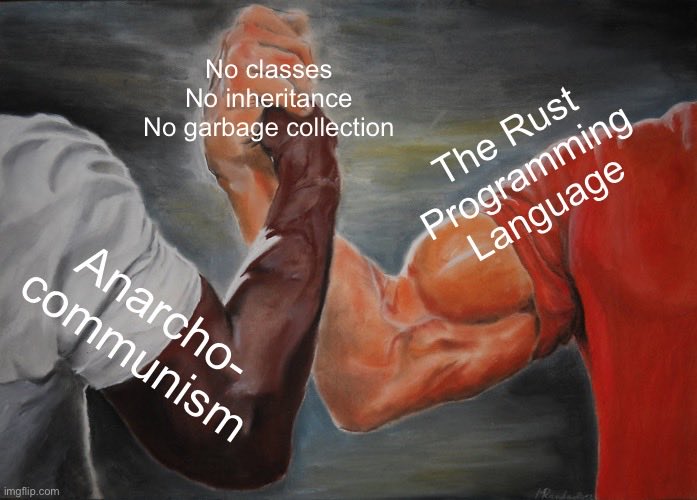 No classes
No inheritance
No garbage collection
The Rust
Programming
Language
Anarcho-
communism
imgflip.com